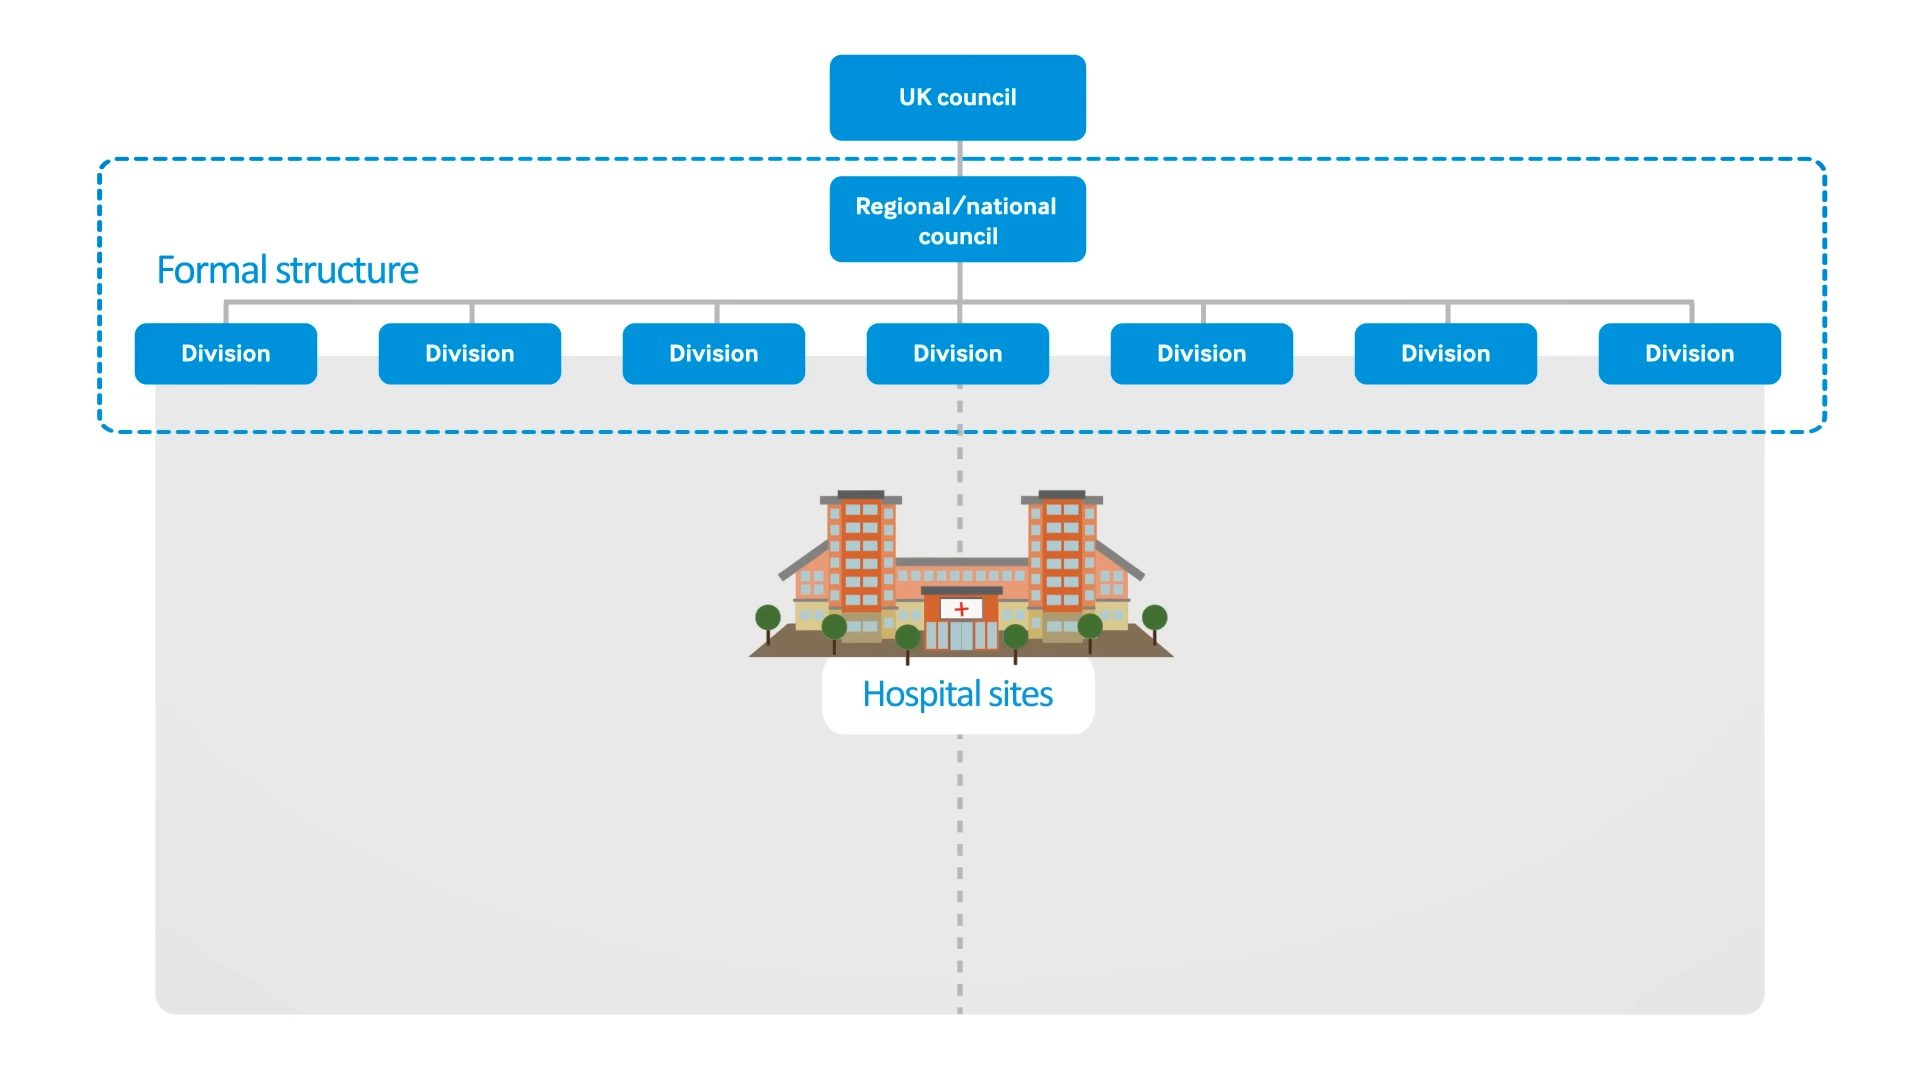 UK council
Regional/national
council
Formal structure
Division
Division
Division
Division
Division
Division
Division
Hospital sites